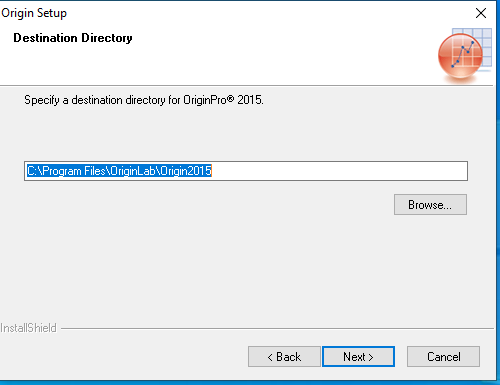 Origin Setup
Destination Directory
Specify a destination directory for OriginPro® 2015.
C:\Program Files\OriginLab\Origin2015
Browse...
InstallShield
< Back
Next >
Cancel